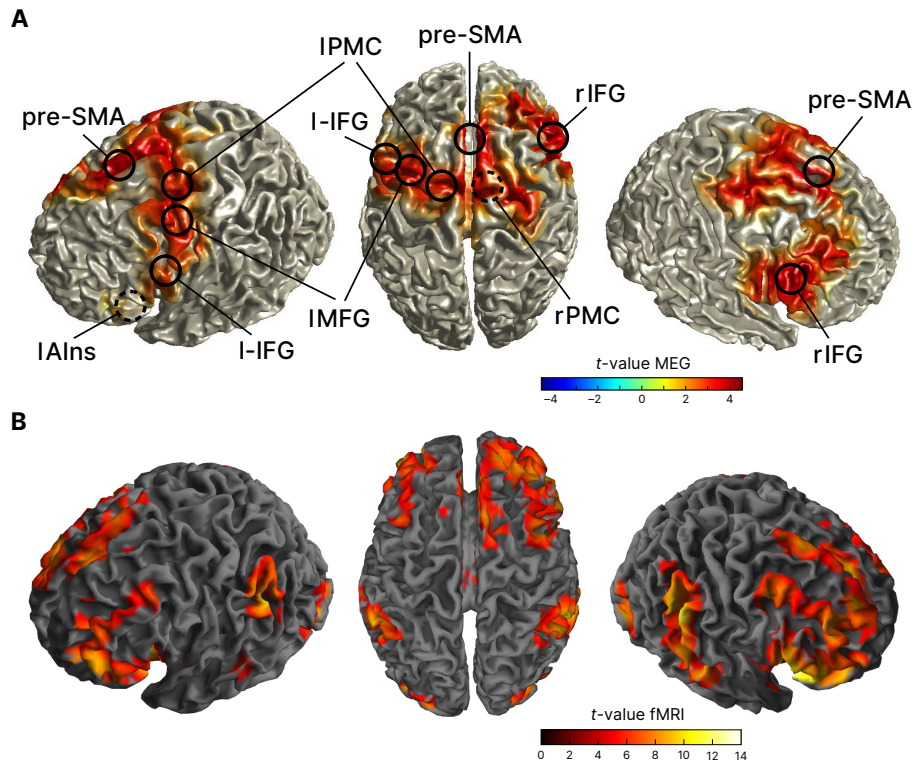 A
pre-SMA
lPMC
rIFG
pre-SMA
pre-SMA
l-IFG
lAIns
l-IFG
lMFG
rPMC
rIFG
t-value MEG
−4 −2 0 2 4
B
t-value fMRI
0 2 4 6 8 10 12 14